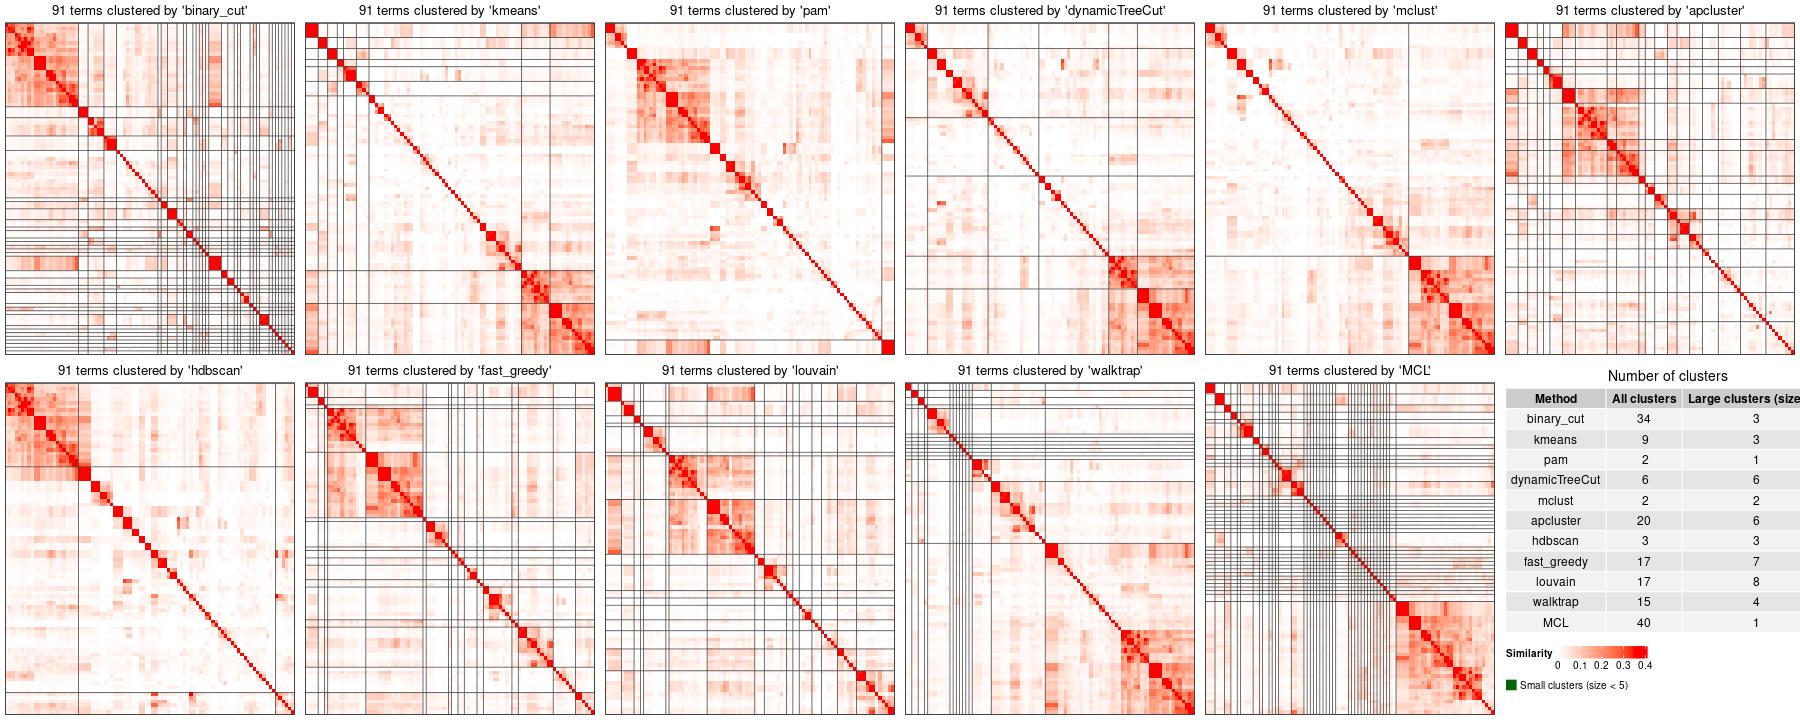 91 terms clustered by 'binary_cut'
91 terms clustered by 'kmeans'
91 terms clustered by 'pam'
91 terms clustered by 'dynamicTreeCut'
91 terms clustered by 'mclust'
91 terms clustered by 'apcluster'
91 terms clustered by 'hdbscan'
91 terms clustered by 'fast_greedy'
91 terms clustered by 'louvain'
91 terms clustered by 'walktrap'
91 terms clustered by 'MCL'
Number of clusters
Method All clusters Large clusters (size
binary_cut 34 3
kmeans 9 3
pam 2 1
dynamicTreeCut 6 6
mclust 2 2
apcluster 20 6
hdbscan 3 3
fast_greedy 17 7
louvain 17 8
walktrap 15 4
MCL 40 1
Similarity
0 0.1 0.2 0.3 0.4
Small clusters (size < 5)